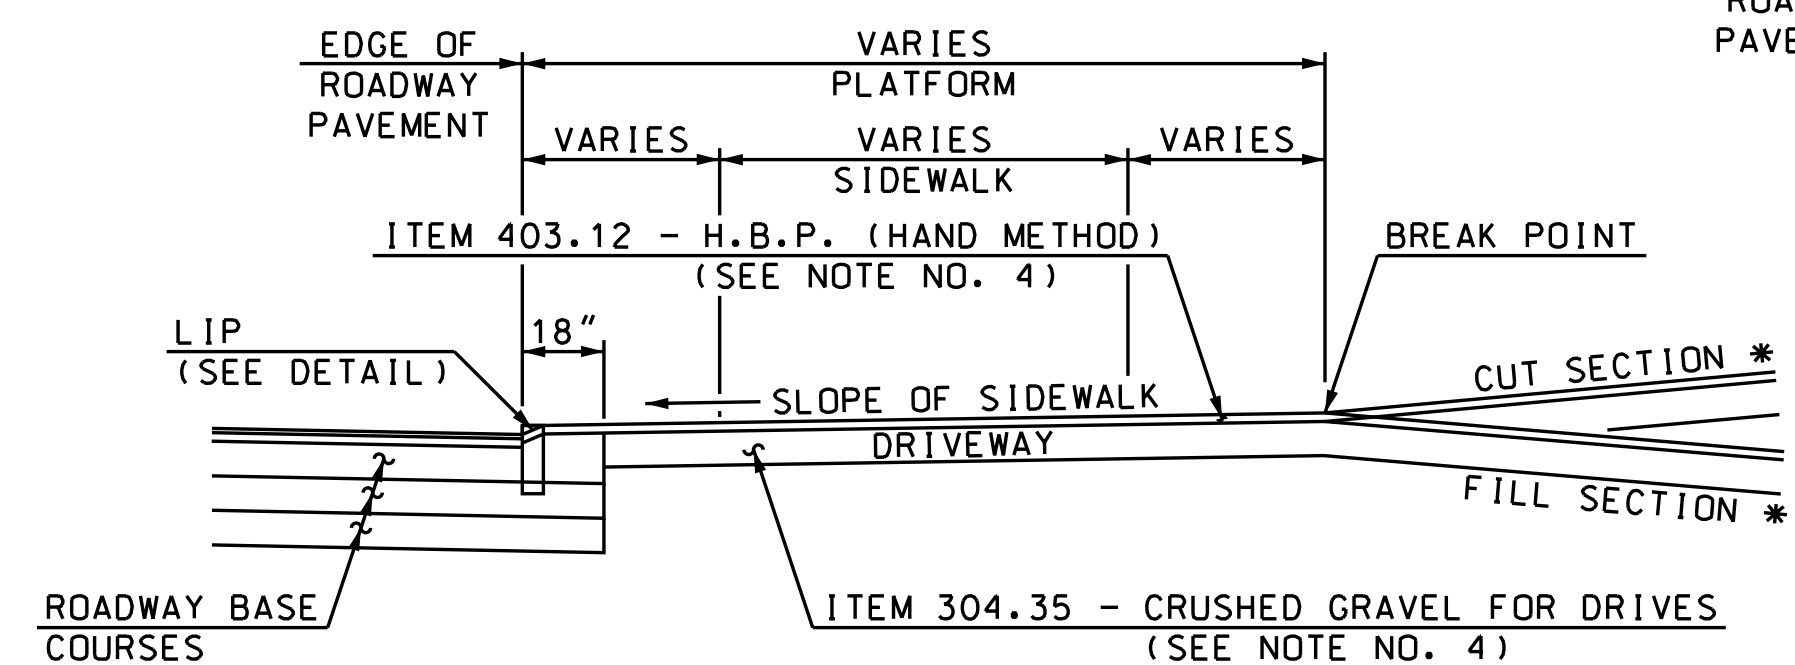 ROA
PAVE
EDGE OF
ROADWAY
PAVEMENT
VARIES
PLATFORM
VARIES
VARIES
SIDEWALK
VARIES
ITEM 403.12 - H.B.P. (HAND METHOD)
(SEE NOTE NO. 4)
BREAK POINT
LIP
(SEE DETAIL)
18"
SLOPE OF SIDEWALK
CUT SECTION *
DRIVEWAY
FILL SECTION *
ROADWAY BASE
COURSES
ITEM 304.35 - CRUSHED GRAVEL FOR DRIVES
(SEE NOTE NO. 4)